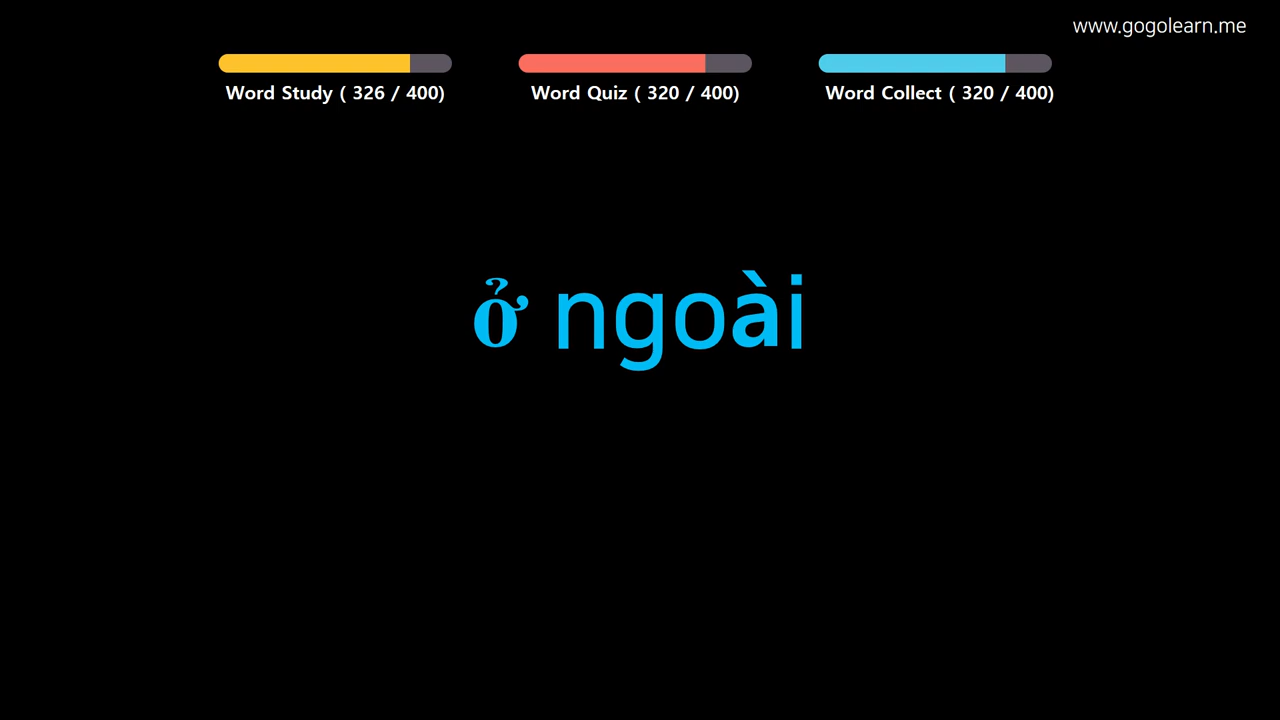 www.gogolearn.me
Word Study ( 326 / 400)
Word Quiz ( 320 / 400)
Word Collect ( 320 / 400)
ở ngoài